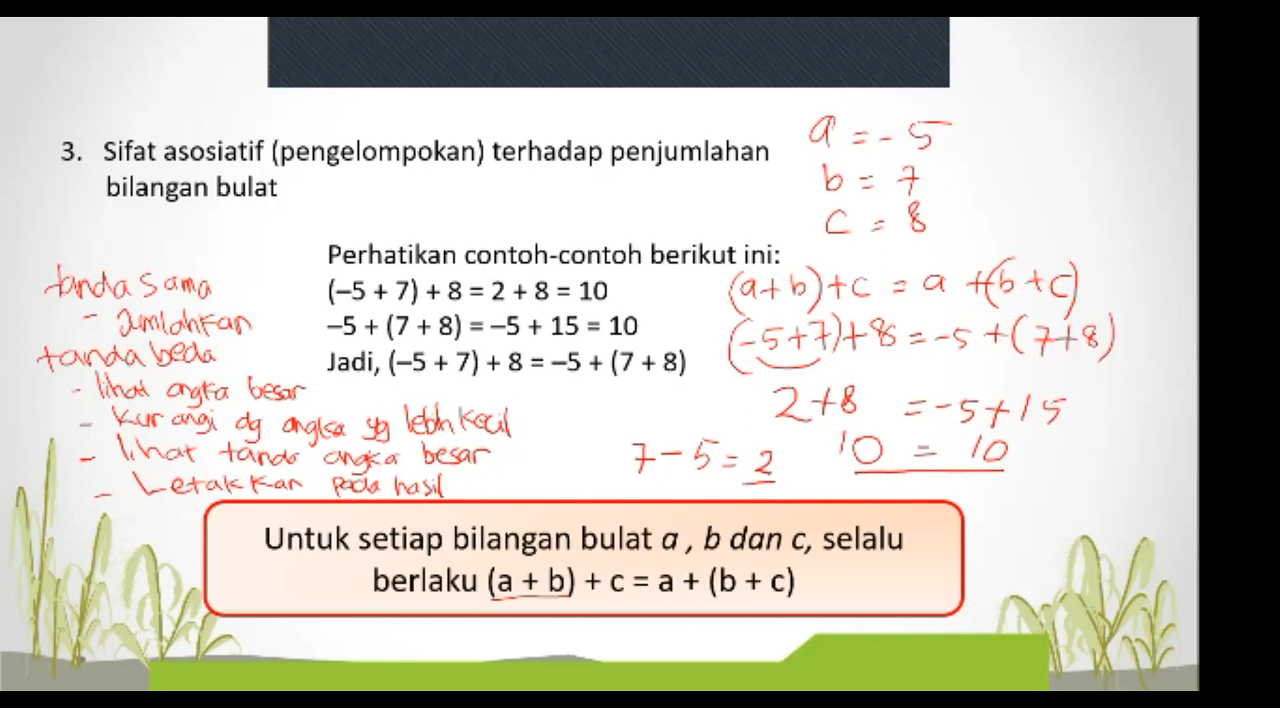 3. Sifat asosiatif (pengelompokan) terhadap penjumlahan
bilangan bulat
a = - 5
b = 7
c = 8
Perhatikan contoh-contoh berikut ini:
(–5 + 7) + 8 = 2 + 8 = 10
–5 + (7 + 8) = –5 + 15 = 10
Jadi, (–5 + 7) + 8 = –5 + (7 + 8)
tanda sama
- Jumlahkan
tanda beda
- lihat angka besar
- kurangi dg angka yg lebih kecil
- lihat tanda angka besar
- Letakkan pada hasil
(a+b)+c = a+(b+c)
(-5+7)+8 = -5+(7+8)
2+8 = -5+15
7-5=2
10 = 10
Untuk setiap bilangan bulat a , b dan c, selalu
berlaku (a + b) + c = a + (b + c)